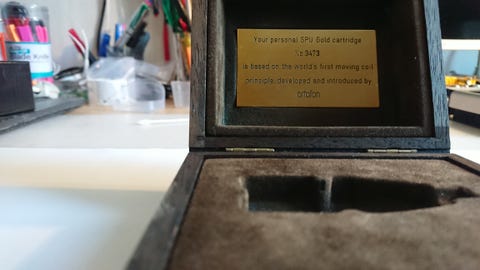 Your personal SPU Gold cartridge
No.3473
is based on the world's first moving coil
principle, developed and introduced by
ortofon
Knife